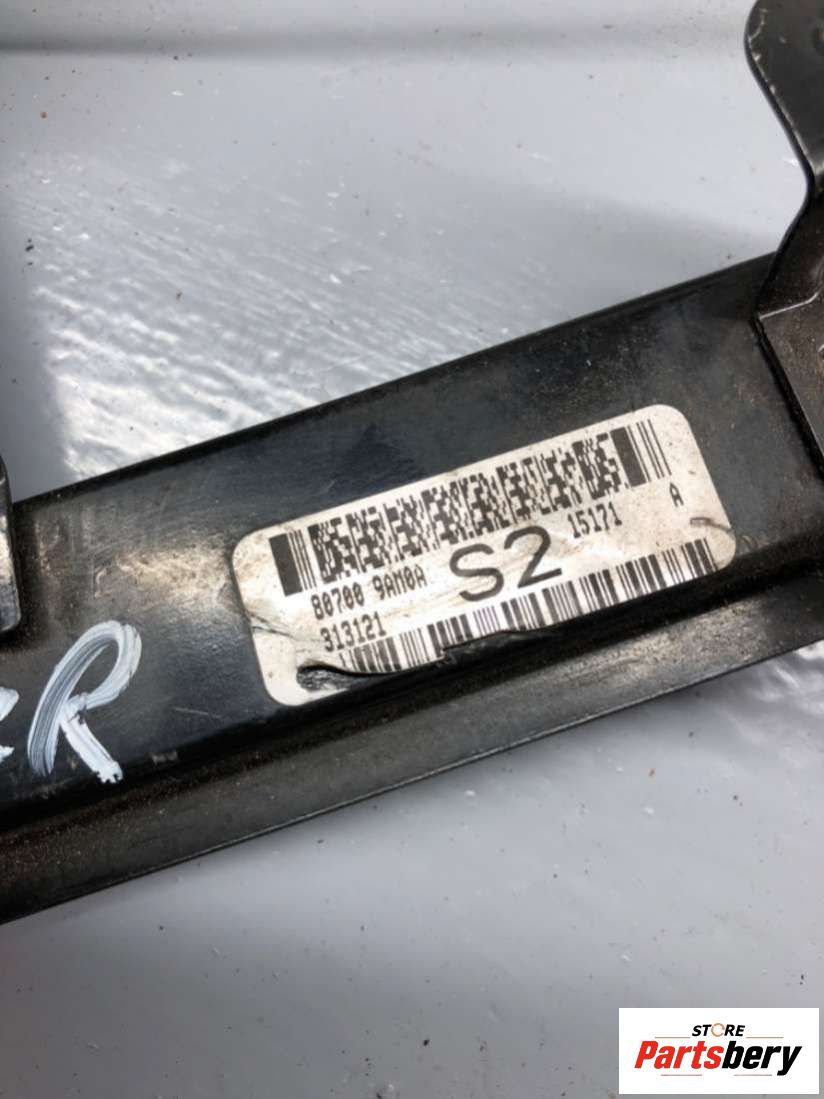 15171 A
80700 9AM0A S2
313121
R
STORE
Partsbery